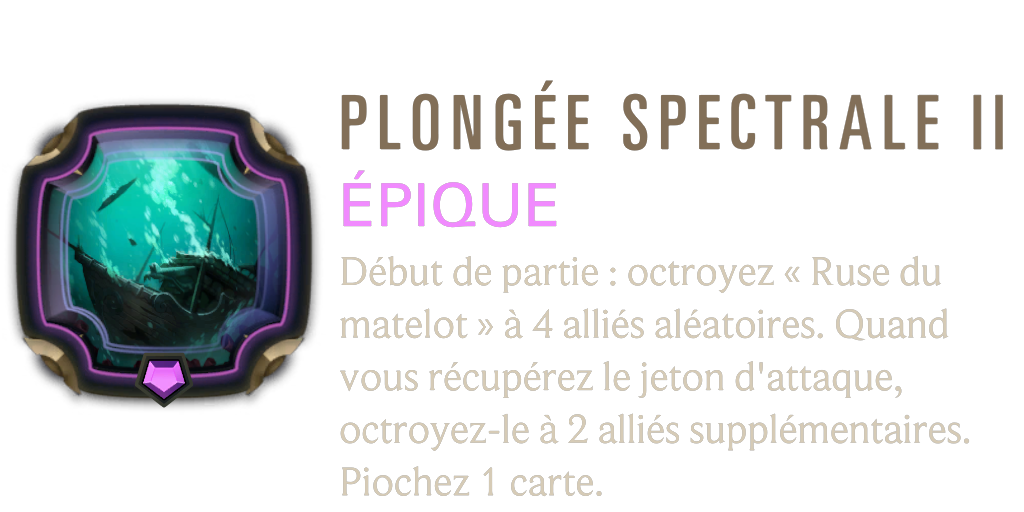 PLONGÉE SPECTRALE II
ÉPIQUE
Début de partie : octroyez « Ruse du
matelot » à 4 alliés aléatoires. Quand
vous récupérez le jeton d'attaque,
octroyez-le à 2 alliés supplémentaires.
Piochez 1 carte.